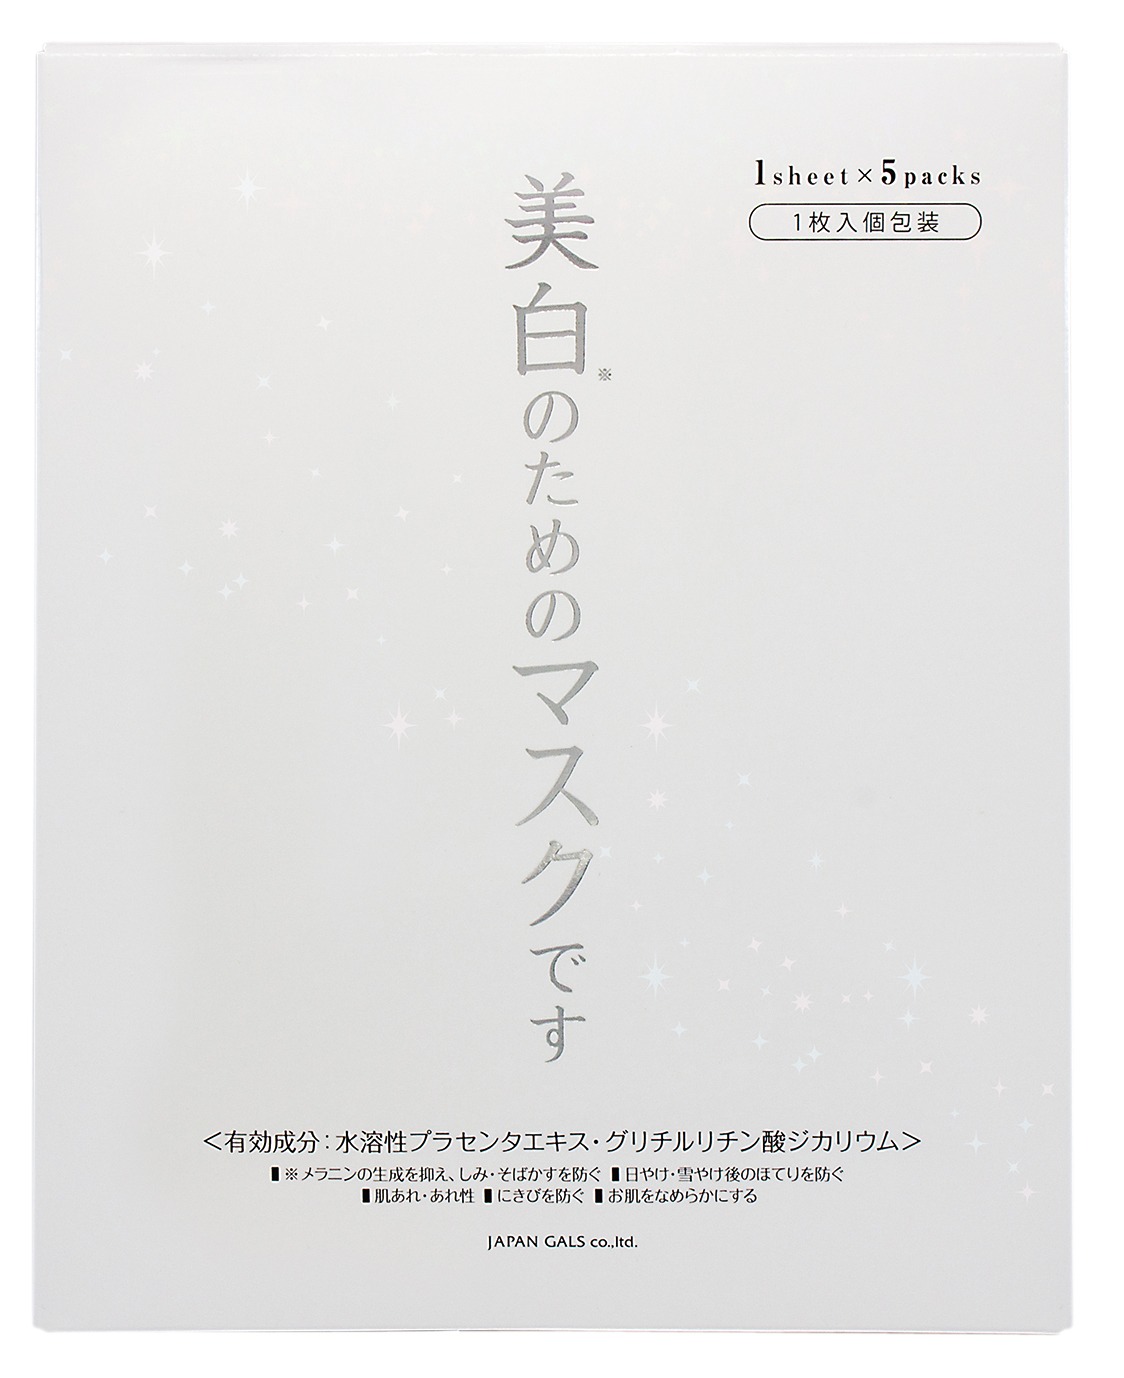 1sheet×5packs
1枚入個包装
美白※のためのマスクです
＜有効成分：水溶性プラセンタエキス・グリチルリチン酸ジカリウム＞
▮※メラニンの生成を抑え、しみ・そばかすを防ぐ ▮日やけ・雪やけ後のほてりを防ぐ
▮肌あれ・あれ性 ▮にきびを防ぐ ▮お肌をなめらかにする
JAPAN GALS co.,ltd.